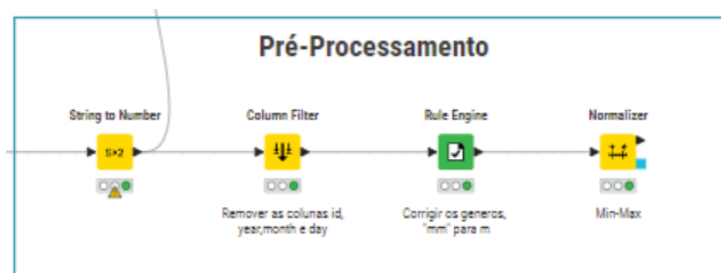 Pré-Processamento
String to Number
Column Filter
Rule Engine
Normalizer
S›2
Remover as colunas id,
year,month e day
Corrigir os generos,
"mm" para m
Min-Max